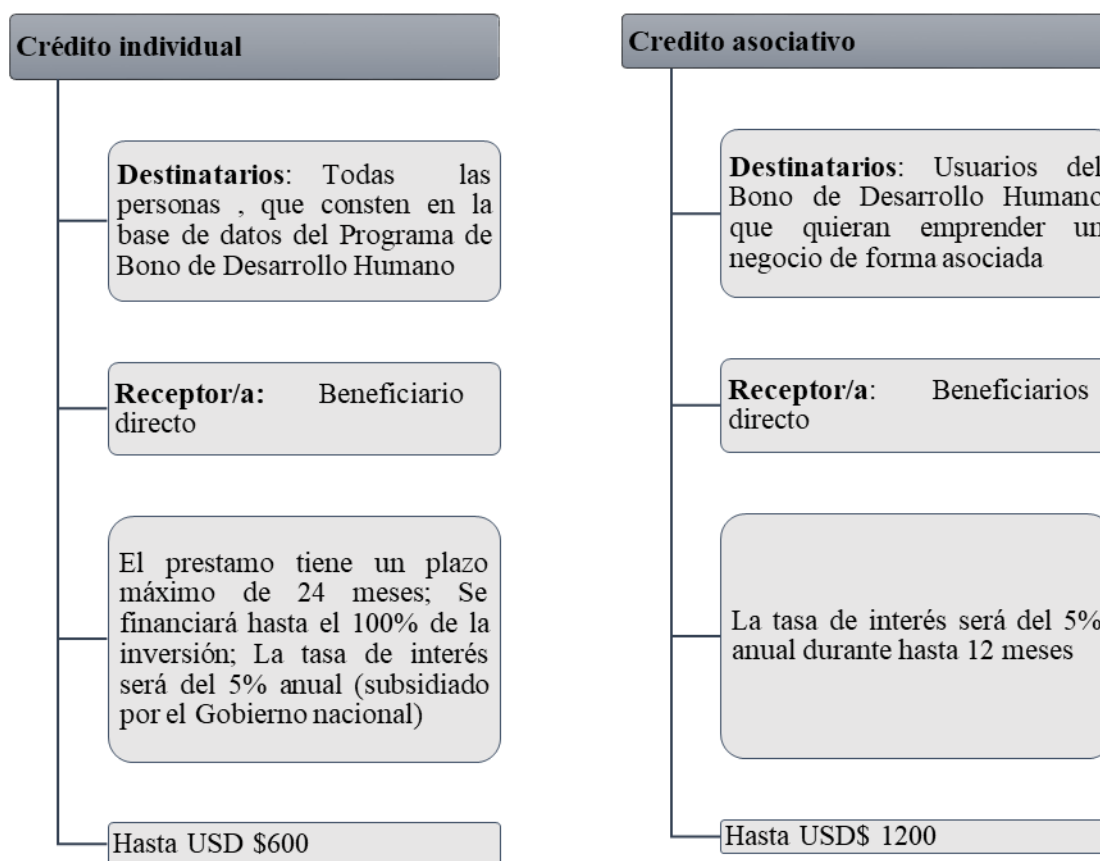 Crédito individual
Destinatarios: Todas las
personas , que consten en la
base de datos del Programa de
Bono de Desarrollo Humano
Receptor/a: Beneficiario
directo
El prestamo tiene un plazo
máximo de 24 meses; Se
financiará hasta el 100% de la
inversión; La tasa de interés
será del 5% anual (subsidiado
por el Gobierno nacional)
Hasta USD $600
Credito asociativo
Destinatarios: Usuarios del
Bono de Desarrollo Humano
que quieran emprender un
negocio de forma asociada
Receptor/a: Beneficiarios
directo
La tasa de interés será del 5%
anual durante hasta 12 meses
Hasta USD$ 1200